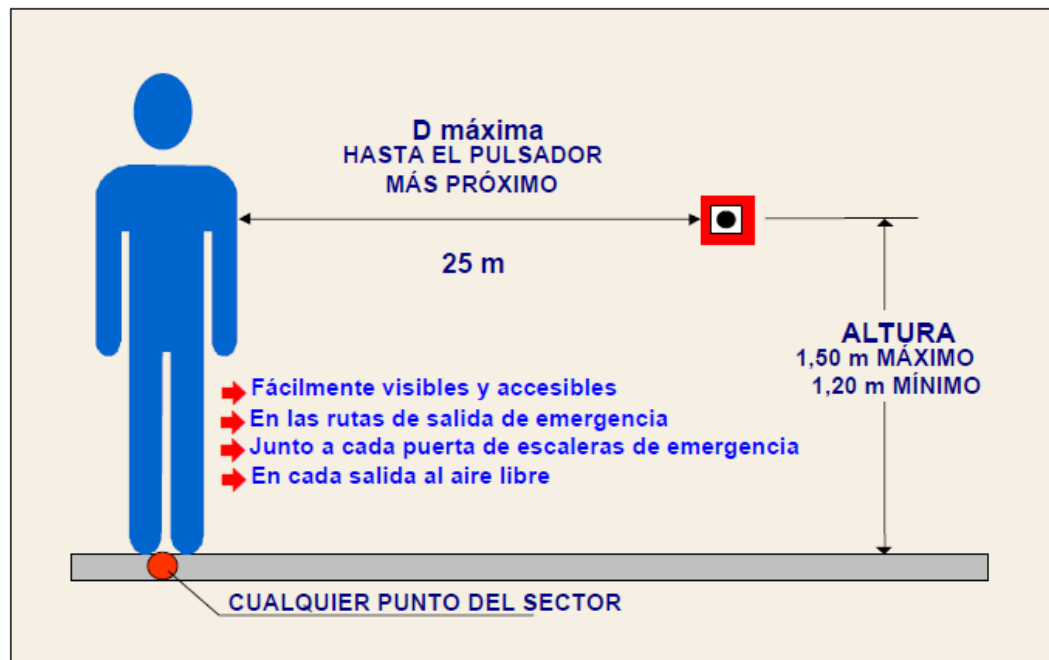 D máxima
HASTA EL PULSADOR
MÁS PRÓXIMO
25 m
ALTURA
1,50 m MÁXIMO
1,20 m MÍNIMO
Fácilmente visibles y accesibles
En las rutas de salida de emergencia
Junto a cada puerta de escaleras de emergencia
En cada salida al aire libre
CUALQUIER PUNTO DEL SECTOR